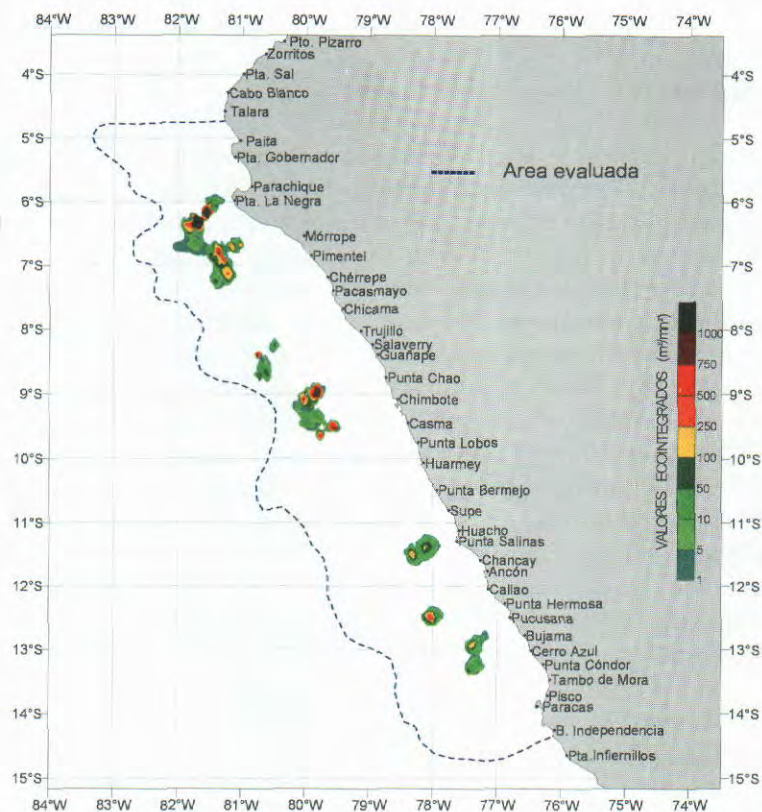 84°W 83°W 82°W 81°W 80°W 79°W 78°W 77°W 76°W 75°W 74°W
Pto. Pizarro
Zorritos
4°S Pta. Sal 4°S
Cabo Blanco
Talara
5°S Paita 5°S
Pta. Gobernador
Area evaluada
Parachique
6°S Pta. La Negra 6°S
Mórrope
Pimentel
7°S Chérrepe 7°S
Pacasmayo
Chicama
8°S Trujillo 8°S
Salaverry
Guañape
Punta Chao
9°S Chimbote 9°S
Casma
Punta Lobos
10°S Huarmey 10°S
Punta Bermejo
Supe
11°S Huacho 11°S
Punta Salinas
Chancay
Ancón
12°S Callao 12°S
Punta Hermosa
Pucusana
Bujama
13°S Cerro Azul 13°S
Punta Cóndor
Tambo de Mora
Pisco
Paracas
14°S 14°S
B. Independencia
Pta. Infiernillos
15°S 15°S
84°W 83°W 82°W 81°W 80°W 79°W 78°W 77°W 76°W 75°W 74°W
VALORES ECOINTEGRADOS (m²/mn²)
1000
750
500
250
100
50
10
5
1